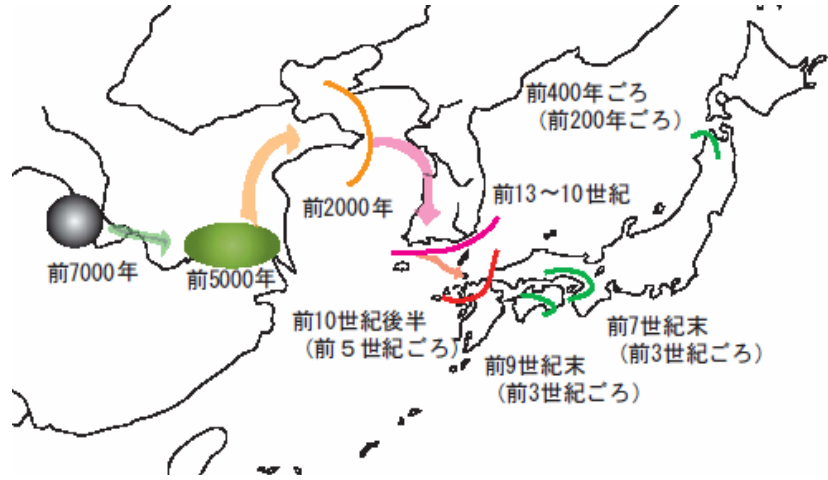 前400年ごろ
（前200年ごろ）
前2000年
前13～10世紀
前7000年
前5000年
前10世紀後半
（前５世紀ごろ）
前7世紀末
（前3世紀ごろ）
前9世紀末
（前3世紀ごろ）